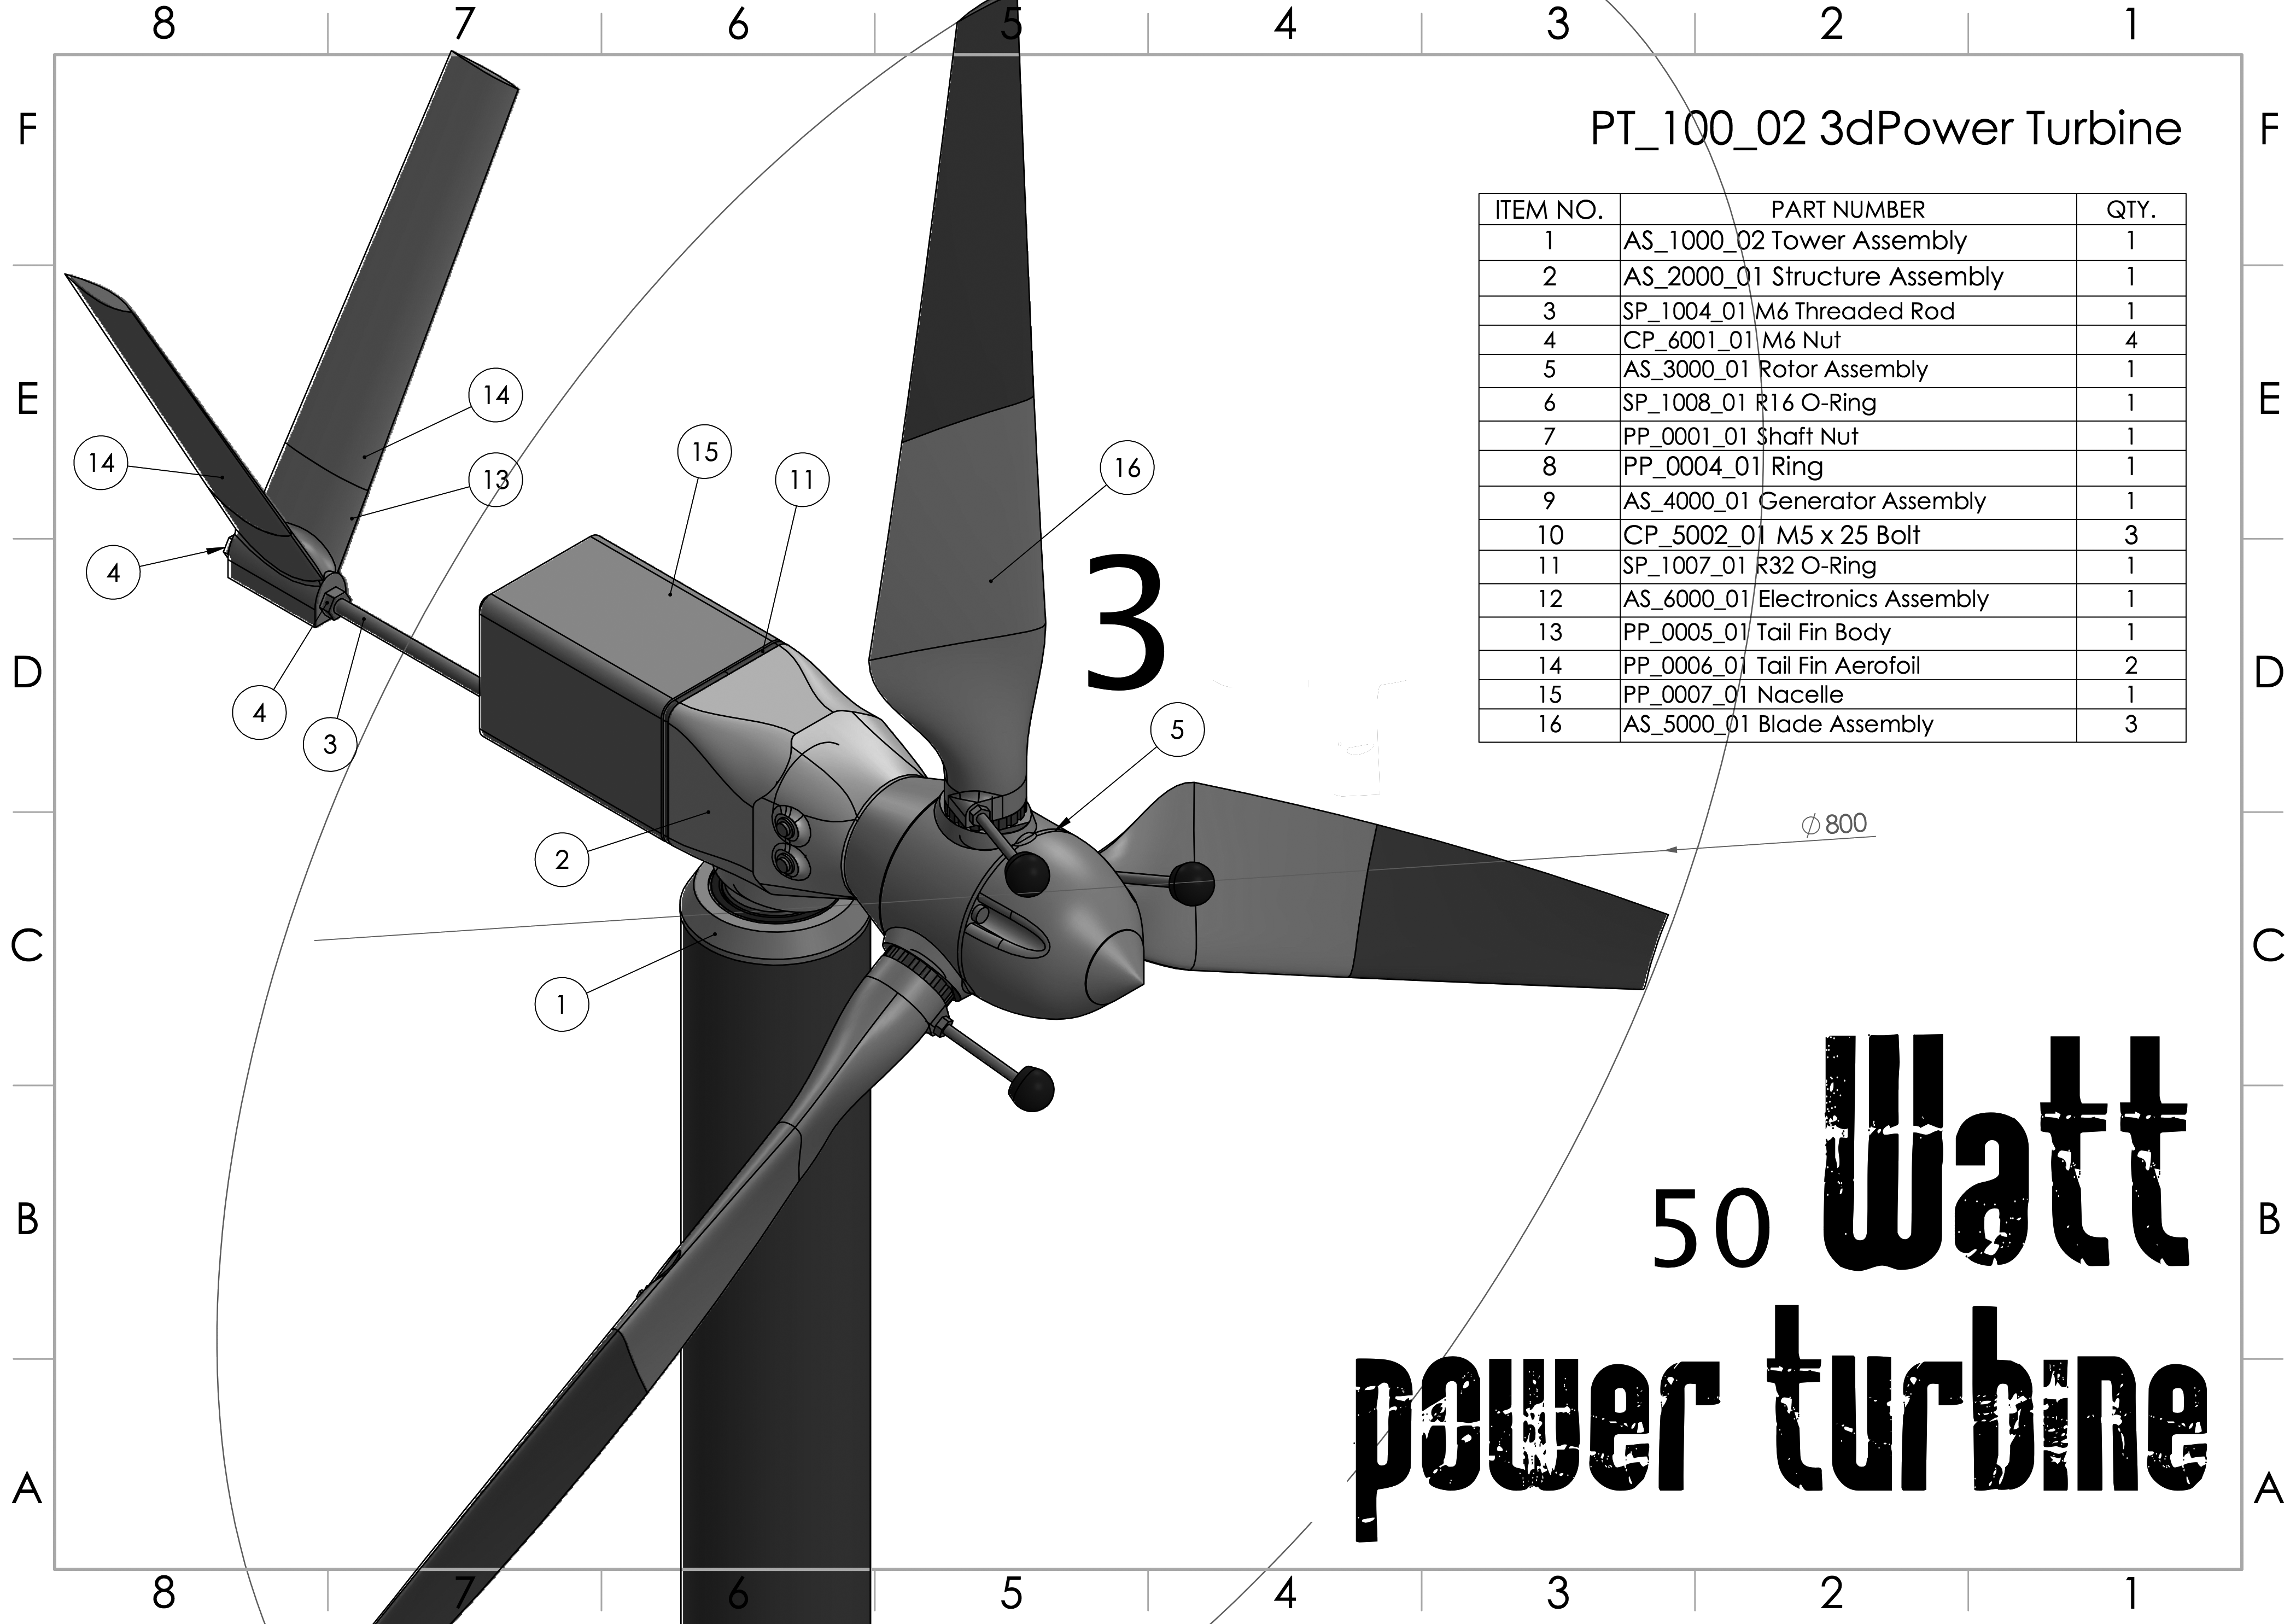 8 7 6 5 4 3 2 1
F F
PT_100_02 3dPower Turbine
ITEM NO. PART NUMBER QTY.
1 AS_1000_02 Tower Assembly 1
2 AS_2000_01 Structure Assembly 1
3 SP_1004_01 M6 Threaded Rod 1
4 CP_6001_01 M6 Nut 4
5 AS_3000_01 Rotor Assembly 1
6 SP_1008_01 R16 O-Ring 1
7 PP_0001_01 Shaft Nut 1
8 PP_0004_01 Ring 1
9 AS_4000_01 Generator Assembly 1
10 CP_5002_01 M5 x 25 Bolt 3
11 SP_1007_01 R32 O-Ring 1
12 AS_6000_01 Electronics Assembly 1
13 PP_0005_01 Tail Fin Body 1
14 PP_0006_01 Tail Fin Aerofoil 2
15 PP_0007_01 Nacelle 1
16 AS_5000_01 Blade Assembly 3
E E
14
15
14
16
13
11
4
3
D D
4
5
3
∅800
2
C C
1
50 Watt
B B
power turbine
A A
8 7 6 5 4 3 2 1